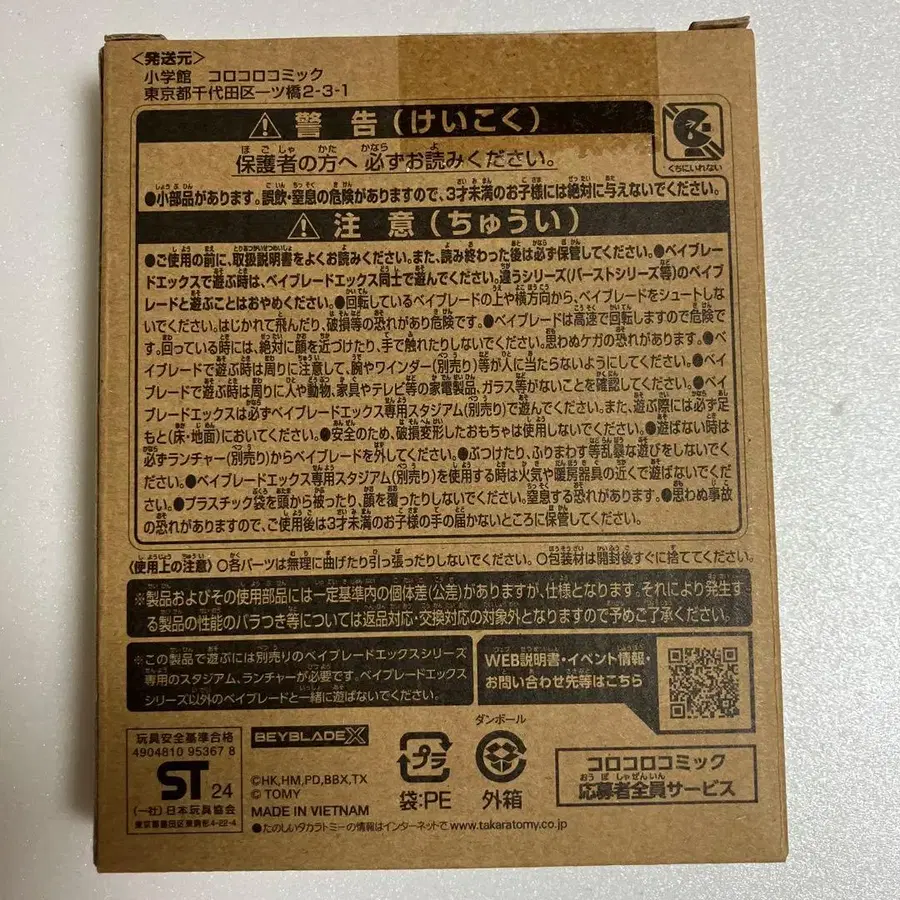 〈発送元〉
小学館 コロコロコミック
東京都千代田区一ツ橋2-3-1
警告(けいこく)
くちにいれない
保護者の方へ 必ずお読みください。
●小部品があります。誤飲・窒息の危険がありますので、3才未満のお子様には絶対に与えないでください。
注意(ちゅうい)
●ご使用の前に、取扱説明書をよくお読みください。また、読み終わった後は必ず保管してください。●ベイブレー
ドエックスで遊ぶ時は、ベイブレードエックス同士で遊んでください。違うシリーズ(バーストシリーズ等)のベイブ
レードと遊ぶことはおやめください。●回転しているベイブレードの上や横方向から、ベイブレードをシュートしな
いでください。はじかれて飛んだり、破損等の恐れがあり危険です。●ベイブレードは高速で回転しますので危険で
す。回っている時には、絶対に顔を近づけたり、手で触れたりしないでください。思わぬケガの恐れがあります。●ベイ
ブレードで遊ぶ時は周りに注意して、腕やワインダー(別売り)等が人に当たらないようにしてください。●ベイ
ブレードで遊ぶ時は周りに人や動物、家具やテレビ等の家電製品、ガラス等がないことを確認してください。●ベイ
ブレードエックスは必ずベイブレードエックス専用スタジアム(別売り)で遊んでください。また、遊ぶ際には必ず足
もと(床・地面)においてください。●安全のため、破損変形したおもちゃは使用しないでください。●遊ばない時は
必ずランチャー(別売り)からベイブレードを外してください。●ぶつけたり、ふりまわす等乱暴な遊びをしないでく
ださい。●ベイブレードエックス専用スタジアム(別売り)を使用する時は火気や暖房器具の近くで遊ばないでくだ
さい。●プラスチック袋を頭から被ったり、顔を覆ったりしないでください。窒息する恐れがあります。●思わぬ事故
の恐れがありますので、ご使用後は3才未満のお子様の手の届かないところに保管してください。
〈使用上の注意〉○各パーツは無理に曲げたり引っ張ったりしないでください。○包装材は開封後すぐに捨ててください。
※製品およびその使用部品には一定基準内の個体差(公差)がありますが、仕様となります。それにより発生す
る製品の性能のバラつき等については返品対応・交換対応の対象外となりますので予めご了承ください。
※この製品で遊ぶには別売りのベイブレードエックスシリーズ
専用のスタジアム、ランチャーが必要です。ベイブレードエックス
シリーズ以外のベイブレードと一緒に遊ばないでください。
WEB説明書・イベント情報・
お問い合わせ先等はこちら
玩具安全基準合格
4904810 95367 8
ST 24
(一社)日本玩具協会
東京都墨田区東駒形4-22-4
BEYBLADE X
©HK,HM,PD,BBX,TX
© TOMY
MADE IN VIETNAM
●たのしいタカラトミーの情報はインターネットで www.takaratomy.co.jp
プラ
袋:PE
ダンボール
外箱
コロコロコミック
応募者全員サービス